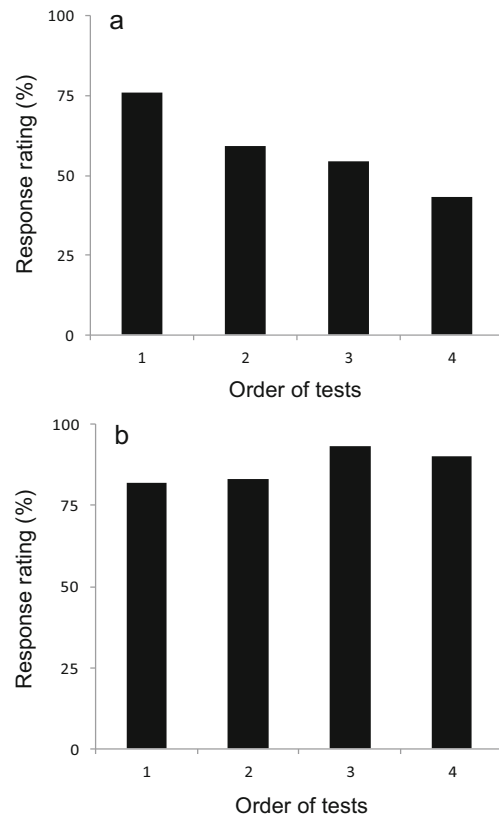 a
100
75
50
25
0
Response rating (%)
1 2 3 4
Order of tests
b
100
75
50
25
0
Response rating (%)
1 2 3 4
Order of tests